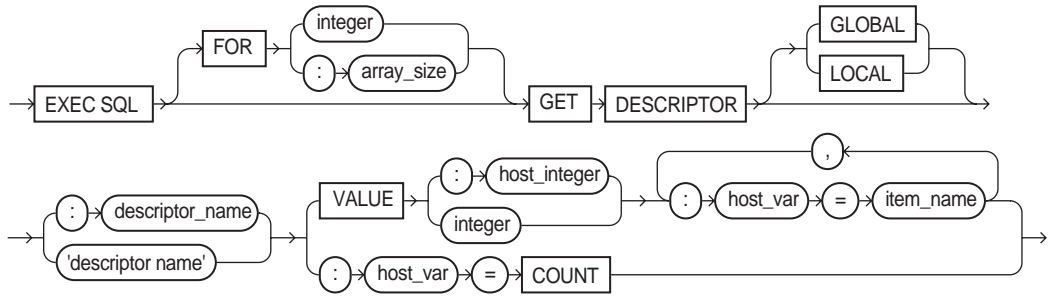 integer
FOR : array_size GLOBAL
LOCAL
EXEC SQL GET DESCRIPTOR
,
: descriptor_name VALUE : host_integer : host_var = item_name
'descriptor name' integer
: host_var = COUNT